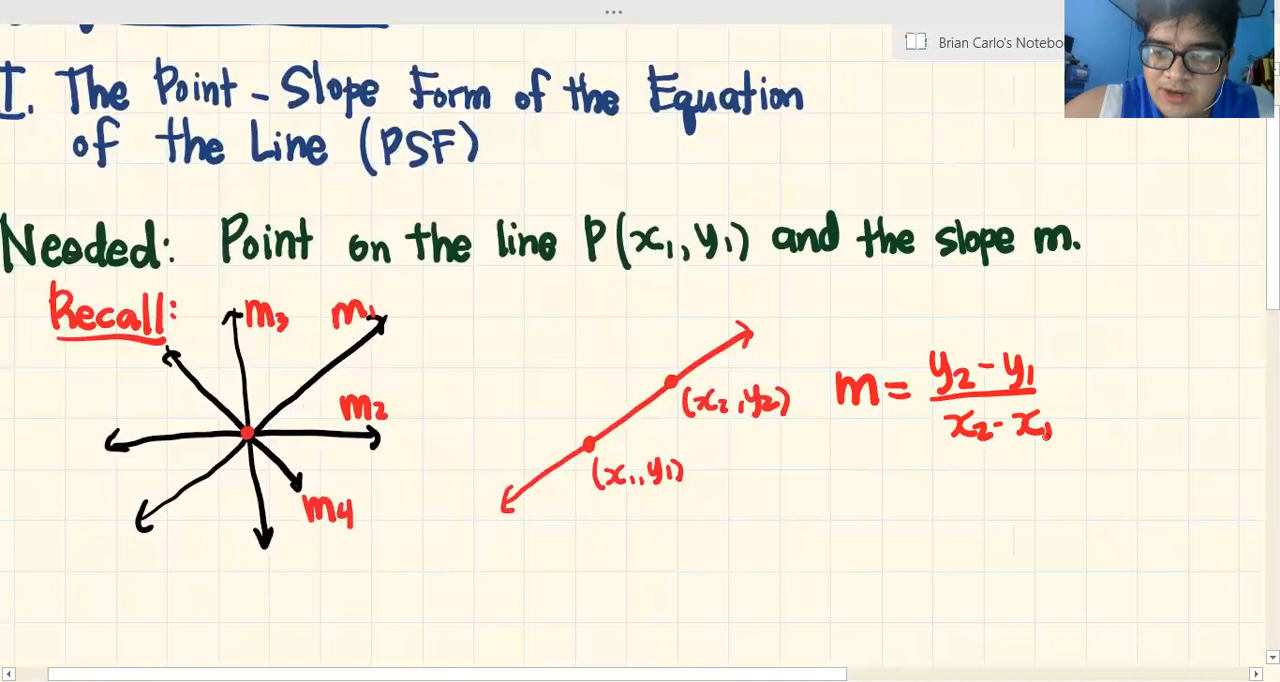 Brian Carlo's Notebo
I. The Point-Slope Form of the Equation
of the Line (PSF)
Needed: Point on the line P(x₁,y₁) and the slope m.
Recall:
m₃
m₁
m₂
m₄
(x₂,y₂)
(x₁,y₁)
m = y₂-y₁
x₂-x₁